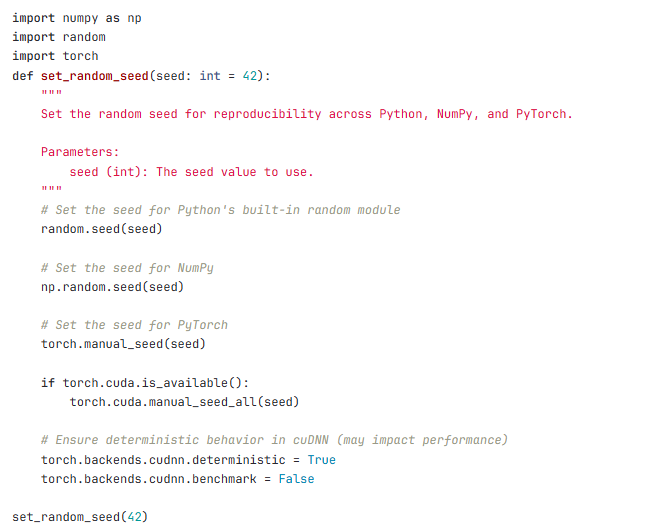 import numpy as np
import random
import torch
def set_random_seed(seed: int = 42):
    """
    Set the random seed for reproducibility across Python, NumPy, and PyTorch.

    Parameters:
        seed (int): The seed value to use.
    """
    # Set the seed for Python's built-in random module
    random.seed(seed)

    # Set the seed for NumPy
    np.random.seed(seed)

    # Set the seed for PyTorch
    torch.manual_seed(seed)

    if torch.cuda.is_available():
        torch.cuda.manual_seed_all(seed)

    # Ensure deterministic behavior in cuDNN (may impact performance)
    torch.backends.cudnn.deterministic = True
    torch.backends.cudnn.benchmark = False

set_random_seed(42)